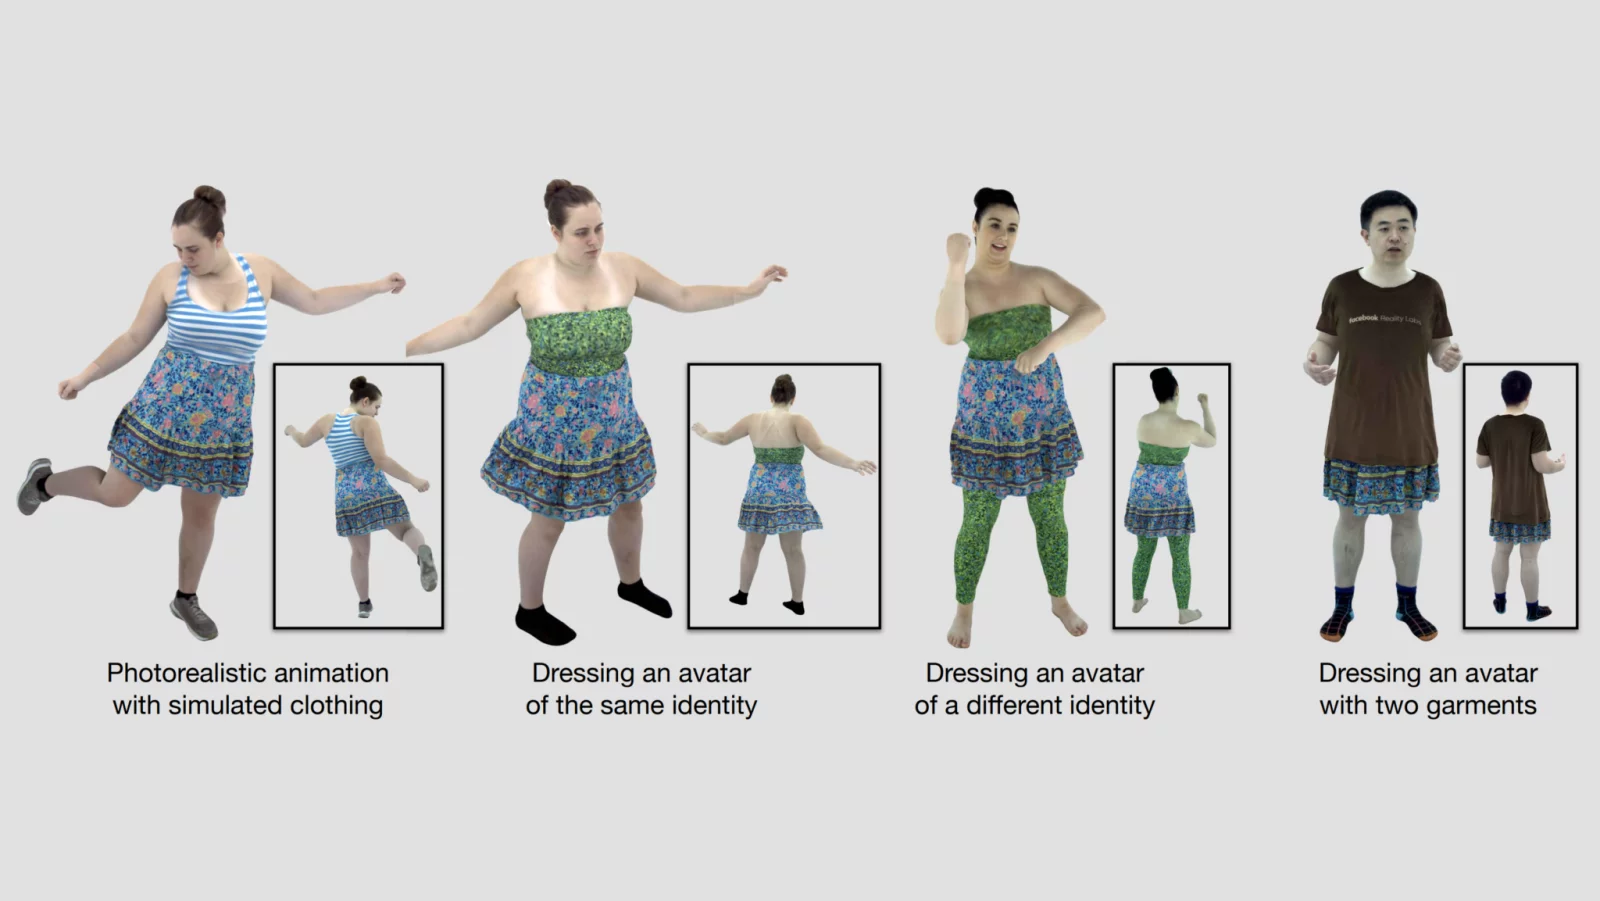 facebook Reality Labs
Photorealistic animation
with simulated clothing
Dressing an avatar
of the same identity
Dressing an avatar
of a different identity
Dressing an avatar
with two garments